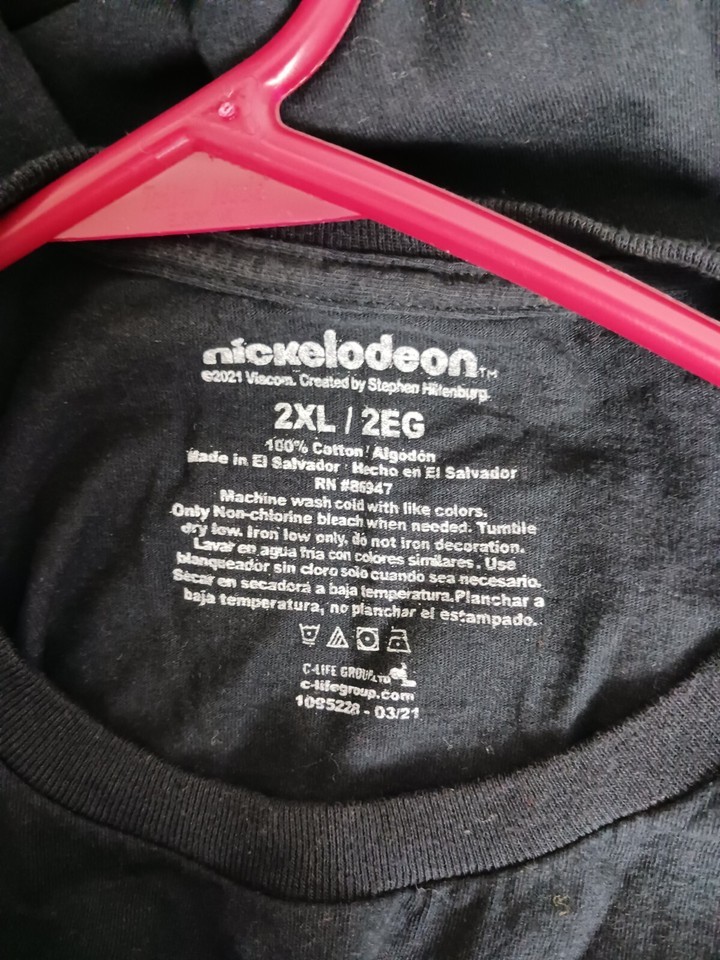 nickelodeon™
©2021 Viacom. Created by Stephen Hillenburg.
2XL / 2EG
100% Cotton / Algodón
Made in El Salvador / Hecho en El Salvador
RN #86947
Machine wash cold with like colors.
Only Non-chlorine bleach when needed. Tumble
dry low. Iron low only, do not iron decoration.
Lavar en agua fria con colores similares. Use
blanqueador sin cloro solo cuando sea necesario.
Secar en secadora a baja temperatura. Planchar a
baja temperatura, no planchar el estampado.
C-LIFE GROUP LTD
c-lifegroup.com
1095228 - 03/21